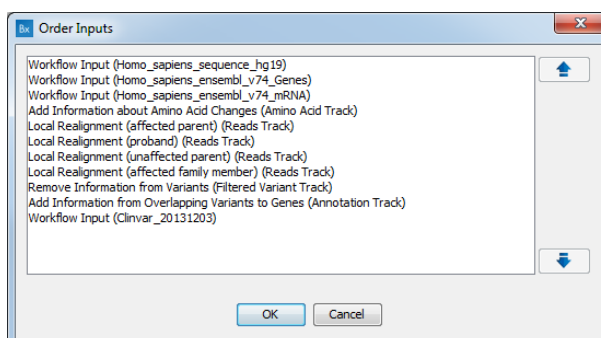 Bx Order Inputs
X
Workflow Input (Homo_sapiens_sequence_hg19)
Workflow Input (Homo_sapiens_ensembl_v74_Genes)
Workflow Input (Homo_sapiens_ensembl_v74_mRNA)
Add Information about Amino Acid Changes (Amino Acid Track)
Local Realignment (affected parent) (Reads Track)
Local Realignment (proband) (Reads Track)
Local Realignment (unaffected parent) (Reads Track)
Local Realignment (affected family member) (Reads Track)
Remove Information from Variants (Filtered Variant Track)
Add Information from Overlapping Variants to Genes (Annotation Track)
Workflow Input (Clinvar_20131203)
OK Cancel